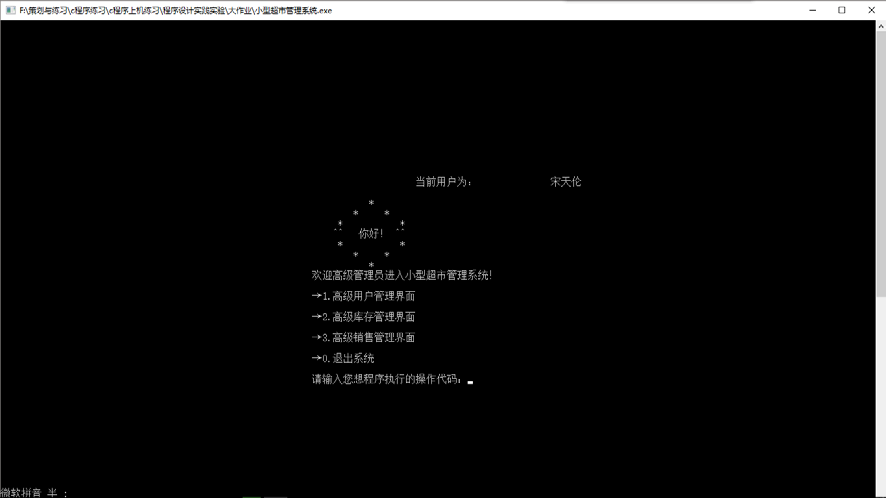 F:\策划与练习\c程序练习\c程序上机练习\程序设计实践实验\大作业\小型超市管理系统.exe
当前用户为： 宋天伦
你好!
欢迎高级管理员进入小型超市管理系统!
→1.高级用户管理界面
→2.高级库存管理界面
→3.高级销售管理界面
→0.退出系统
请输入您想程序执行的操作代码：
微软拼音 半 :